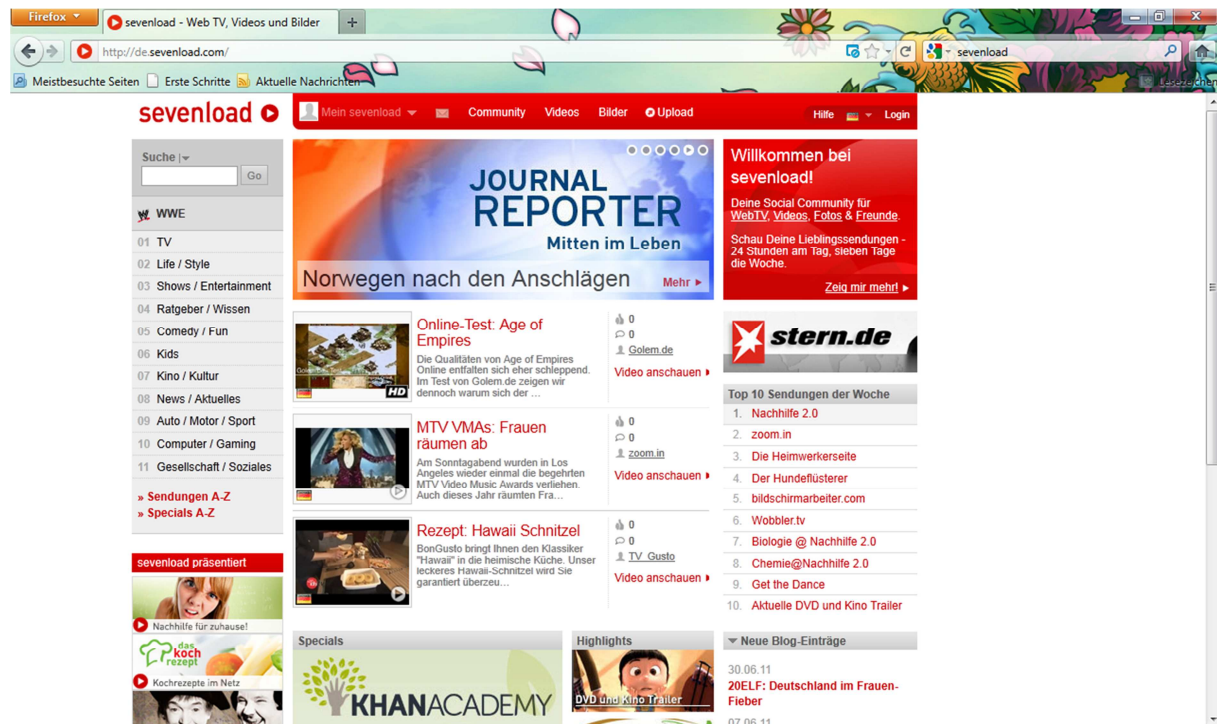 Firefox
sevenload - Web TV, Videos und Bilder
http://de.sevenload.com/
sevenload
Meistbesuchte Seiten
Erste Schritte
Aktuelle Nachrichten
Lesezeichen
sevenload
Mein sevenload
Community
Videos
Bilder
Upload
Hilfe
Login
Suche
Go
WWE
01 TV
02 Life / Style
03 Shows / Entertainment
04 Ratgeber / Wissen
05 Comedy / Fun
06 Kids
07 Kino / Kultur
08 News / Aktuelles
09 Auto / Motor / Sport
10 Computer / Gaming
11 Gesellschaft / Soziales
» Sendungen A-Z
» Specials A-Z
sevenload präsentiert
Nachhilfe für zuhause!
das
koch
rezept
Kochrezepte im Netz
JOURNAL
REPORTER
Mitten im Leben
Norwegen nach den Anschlägen
Mehr
Online-Test: Age of
Empires
Die Qualitäten von Age of Empires
Online entfalten sich eher schleppend.
Im Test von Golem.de zeigen wir
dennoch warum sich der ...
HD
0
0
Golem.de
Video anschauen
MTV VMAs: Frauen
räumen ab
Am Sonntagabend wurden in Los
Angeles wieder einmal die begehrten
MTV Video Music Awards verliehen.
Auch dieses Jahr räumten Fra...
0
0
zoom.in
Video anschauen
Rezept: Hawaii Schnitzel
BonGusto bringt Ihnen den Klassiker
"Hawaii" in die heimische Küche. Unser
leckeres Hawaii-Schnitzel wird Sie
garantiert überzeu...
0
0
TV_Gusto
Video anschauen
Specials
KHANACADEMY
Highlights
DVD und Kino Trailer
Willkommen bei
sevenload!
Deine Social Community für
WebTV, Videos, Fotos & Freunde.
Schau Deine Lieblingssendungen -
24 Stunden am Tag, sieben Tage
die Woche.
Zeig mir mehr!
stern.de
Top 10 Sendungen der Woche
1. Nachhilfe 2.0
2. zoom.in
3. Die Heimwerkerseite
4. Der Hundeflüsterer
5. bildschirmarbeiter.com
6. Wobbler.tv
7. Biologie @ Nachhilfe 2.0
8. Chemie@Nachhilfe 2.0
9. Get the Dance
10. Aktuelle DVD und Kino Trailer
Neue Blog-Einträge
30.06.11
20ELF: Deutschland im Frauen-
Fieber
07.06.11